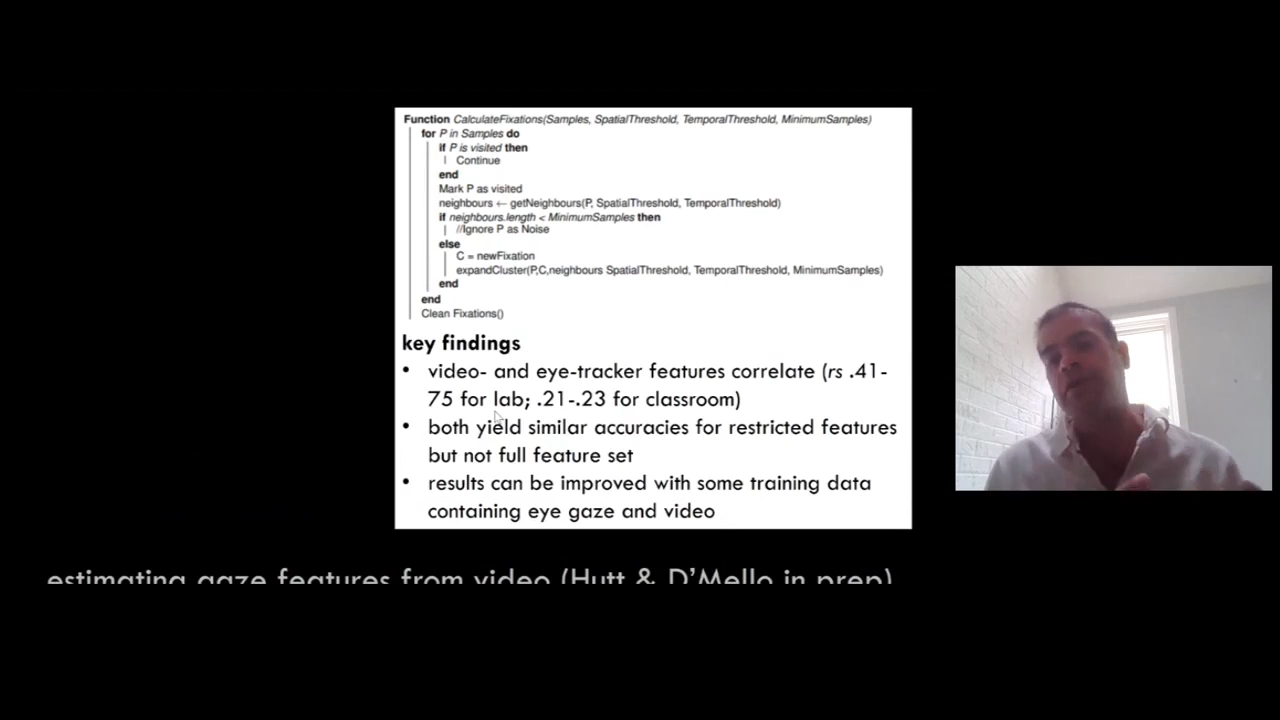 Function CalculateFixations(Samples, SpatialThreshold, TemporalThreshold, MinimumSamples)
for P in Samples do
if P is visited then
Continue
end
Mark P as visited
neighbours ← getNeighbours(P, SpatialThreshold, TemporalThreshold)
if neighbours.length < MinimumSamples then
//Ignore P as Noise
else
C = newFixation
expandCluster(P,C,neighbours SpatialThreshold, TemporalThreshold, MinimumSamples)
end
end
Clean Fixations()
key findings
• video- and eye-tracker features correlate (rs .41-
75 for lab; .21-.23 for classroom)
• both yield similar accuracies for restricted features
but not full feature set
• results can be improved with some training data
containing eye gaze and video
estimating gaze features from video (Hutt & D’Mello in prep)